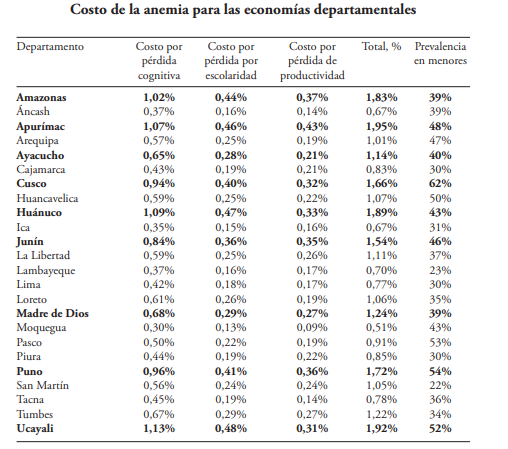 Costo de la anemia para las economías departamentales
Departamento Costo por pérdida cognitiva Costo por pérdida por escolaridad Costo por pérdida de productividad Total, % Prevalencia en menores
Amazonas 1,02% 0,44% 0,37% 1,83% 39%
Áncash 0,37% 0,16% 0,14% 0,67% 39%
Apurímac 1,07% 0,46% 0,43% 1,95% 48%
Arequipa 0,57% 0,25% 0,19% 1,01% 47%
Ayacucho 0,65% 0,28% 0,21% 1,14% 40%
Cajamarca 0,43% 0,19% 0,21% 0,83% 30%
Cusco 0,94% 0,40% 0,32% 1,66% 62%
Huancavelica 0,59% 0,25% 0,22% 1,07% 50%
Huánuco 1,09% 0,47% 0,33% 1,89% 43%
Ica 0,35% 0,15% 0,16% 0,67% 31%
Junín 0,84% 0,36% 0,35% 1,54% 46%
La Libertad 0,59% 0,25% 0,26% 1,11% 37%
Lambayeque 0,37% 0,16% 0,17% 0,70% 23%
Lima 0,42% 0,18% 0,17% 0,77% 30%
Loreto 0,61% 0,26% 0,19% 1,06% 35%
Madre de Dios 0,68% 0,29% 0,27% 1,24% 39%
Moquegua 0,30% 0,13% 0,09% 0,51% 43%
Pasco 0,50% 0,22% 0,19% 0,91% 53%
Piura 0,44% 0,19% 0,22% 0,85% 30%
Puno 0,96% 0,41% 0,36% 1,72% 54%
San Martín 0,56% 0,24% 0,24% 1,05% 22%
Tacna 0,45% 0,19% 0,14% 0,78% 36%
Tumbes 0,67% 0,29% 0,27% 1,22% 34%
Ucayali 1,13% 0,48% 0,31% 1,92% 52%